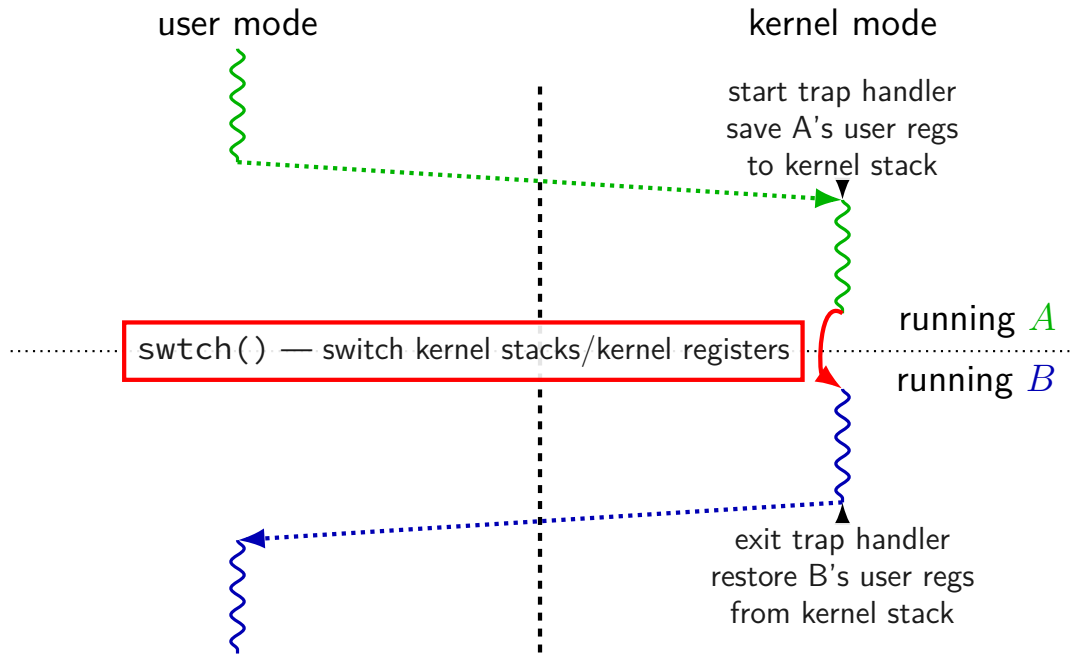 user mode
kernel mode
start trap handler
save A's user regs
to kernel stack
running A
swtch() — switch kernel stacks/kernel registers
running B
exit trap handler
restore B's user regs
from kernel stack